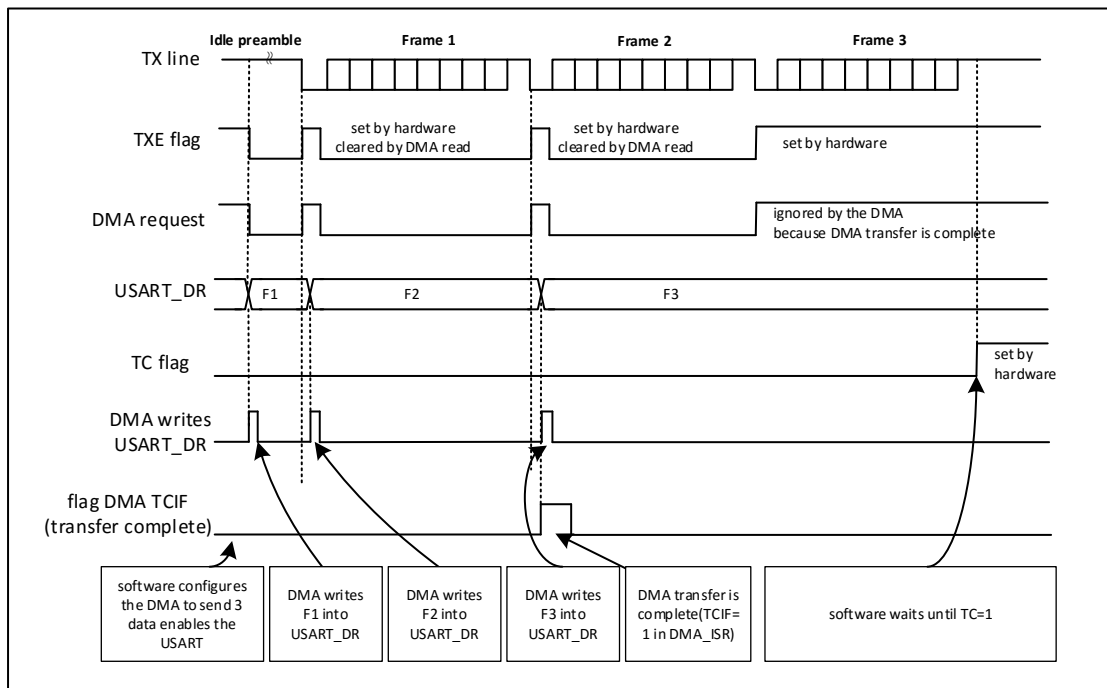 Idle preamble
Frame 1
Frame 2
Frame 3
TX line
TXE flag
set by hardware
cleared by DMA read
set by hardware
cleared by DMA read
set by hardware
DMA request
ignored by the DMA
because DMA transfer is complete
USART_DR
F1
F2
F3
TC flag
set by
hardware
DMA writes
USART_DR
flag DMA TCIF
(transfer complete)
software configures
the DMA to send 3
data enables the
USART
DMA writes
F1 into
USART_DR
DMA writes
F2 into
USART_DR
DMA writes
F3 into
USART_DR
DMA transfer is
complete(TCIF=
1 in DMA_ISR)
software waits until TC=1